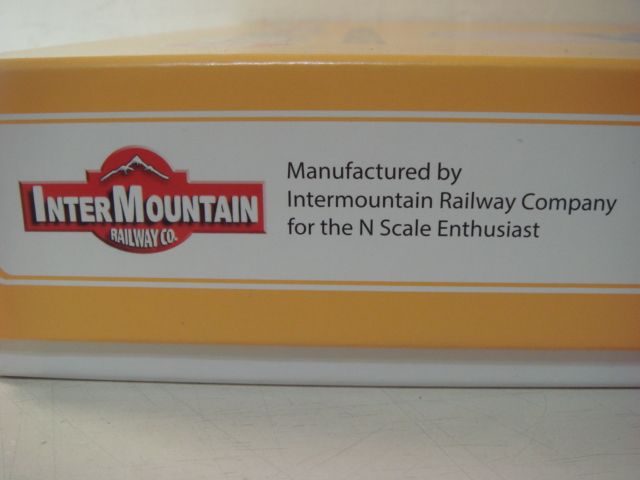 INTERMOUNTAIN
RAILWAY CO.
Manufactured by
Intermountain Railway Company
for the N Scale Enthusiast